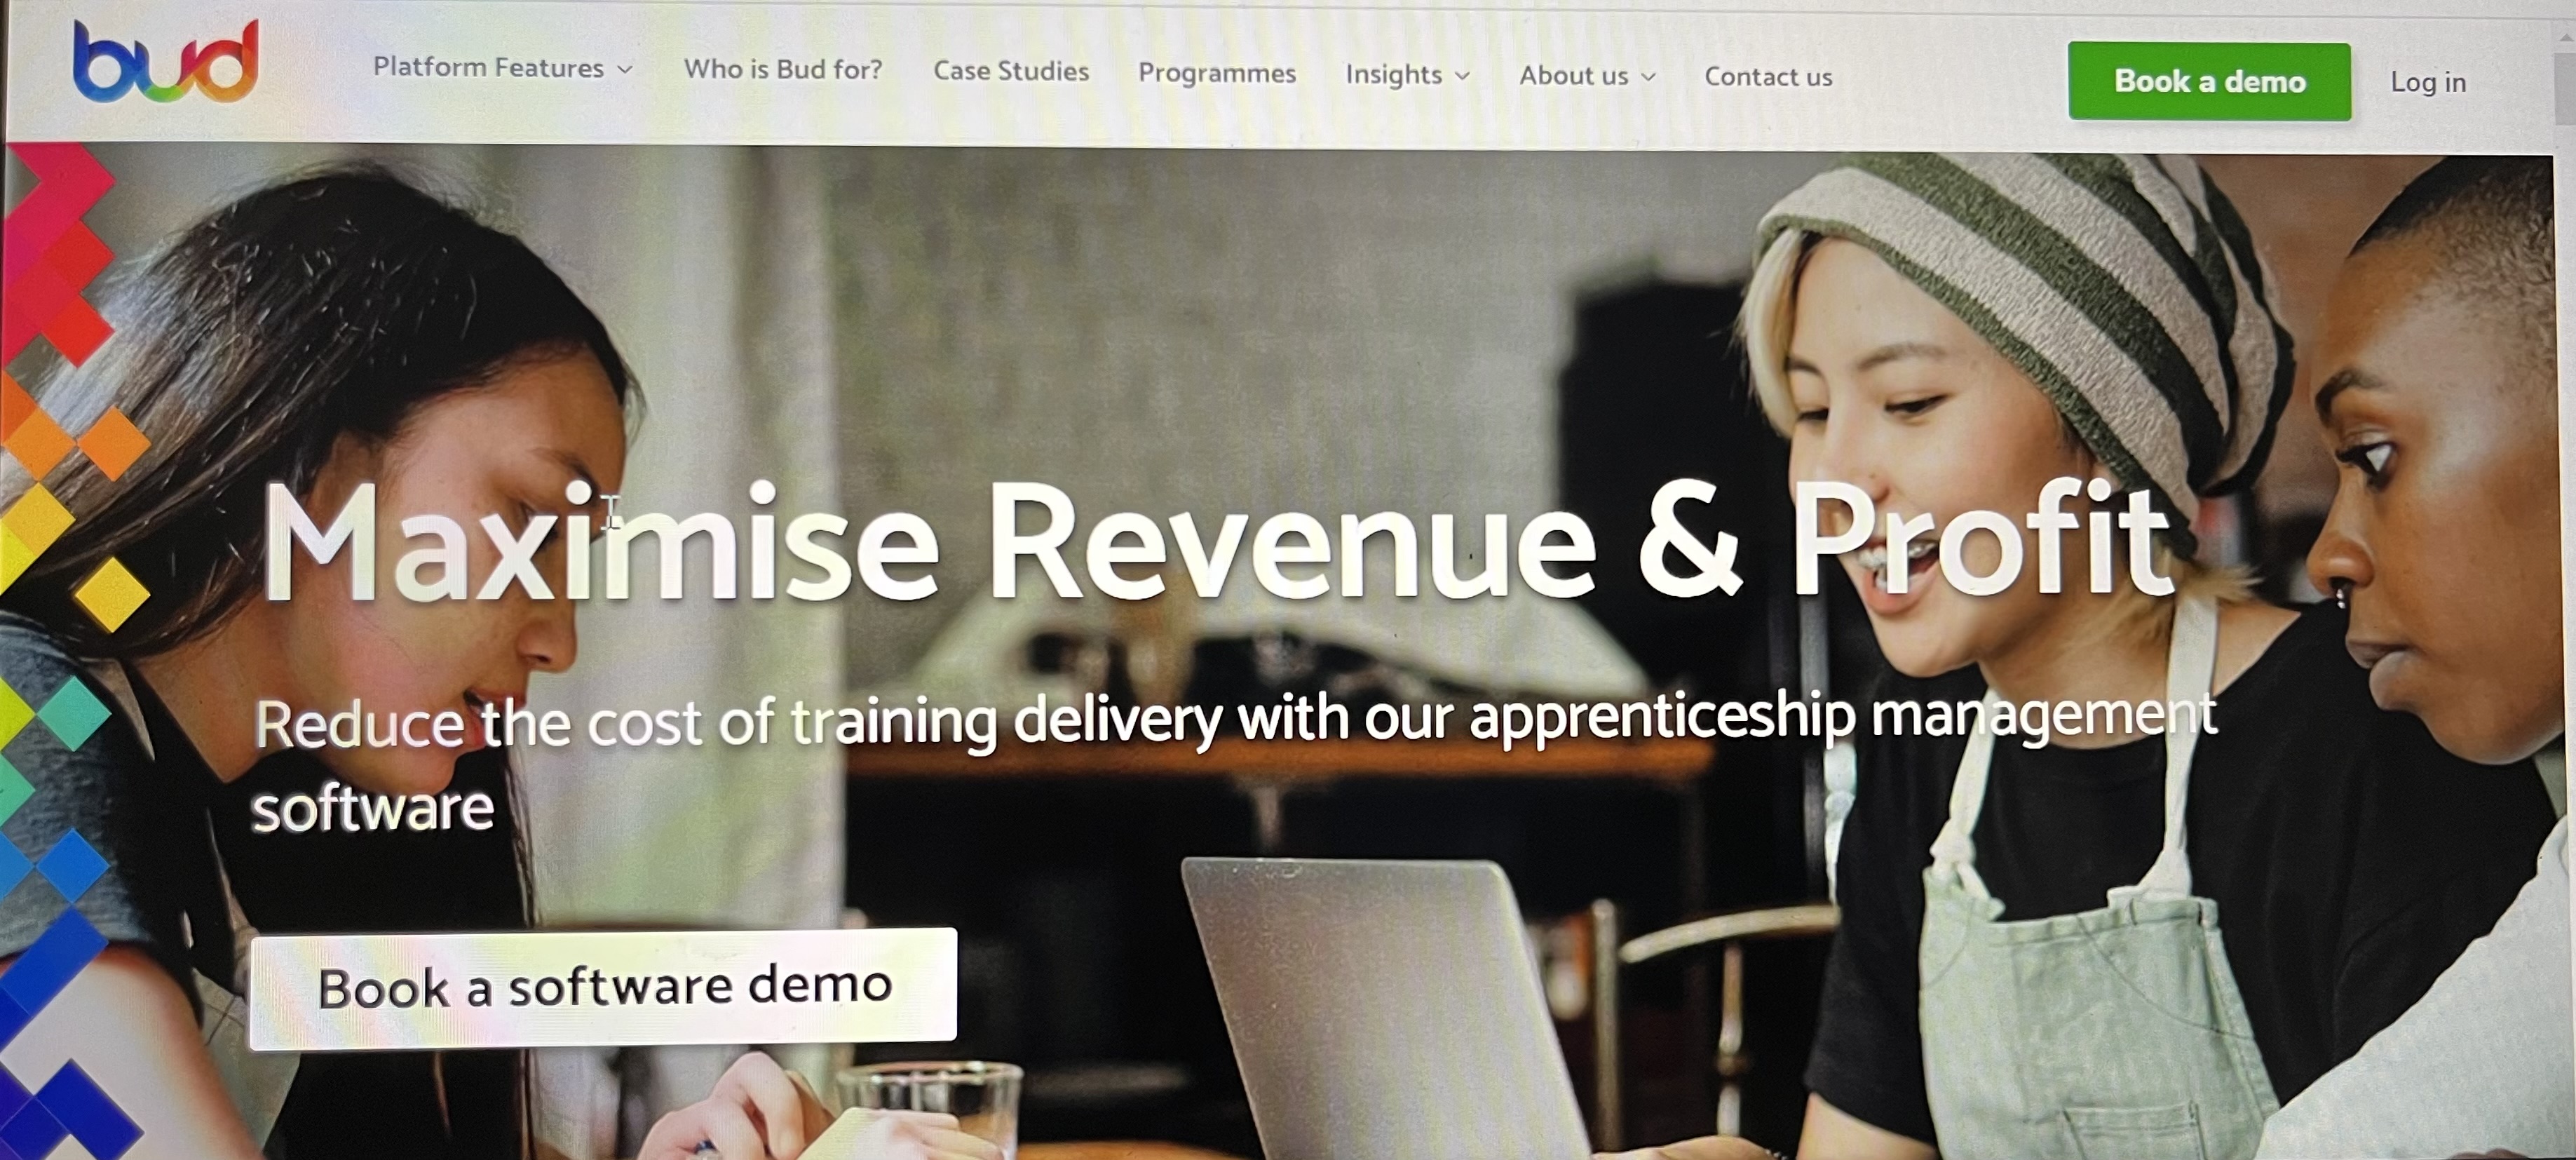 bud
Platform Features
Who is Bud for?
Case Studies
Programmes
Insights
About us
Contact us
Book a demo
Log in
Maximise Revenue & Profit
Reduce the cost of training delivery with our apprenticeship management
software
Book a software demo